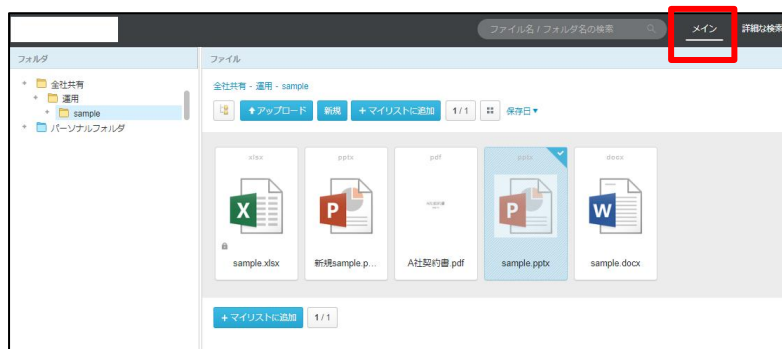 ファイル名 / フォルダ名の検索 メイン 詳細な検索
フォルダ ファイル
全社共有
運用
sample
パーソナルフォルダ
全社共有 - 運用 - sample
アップロード 新規 + マイリストに追加 1 / 1 保存日▼
xlsx pptx pdf pptx docx
X P P W
sample.xlsx 新規sample.p... A社契約書.pdf sample.pptx sample.docx
+ マイリストに追加 1 / 1